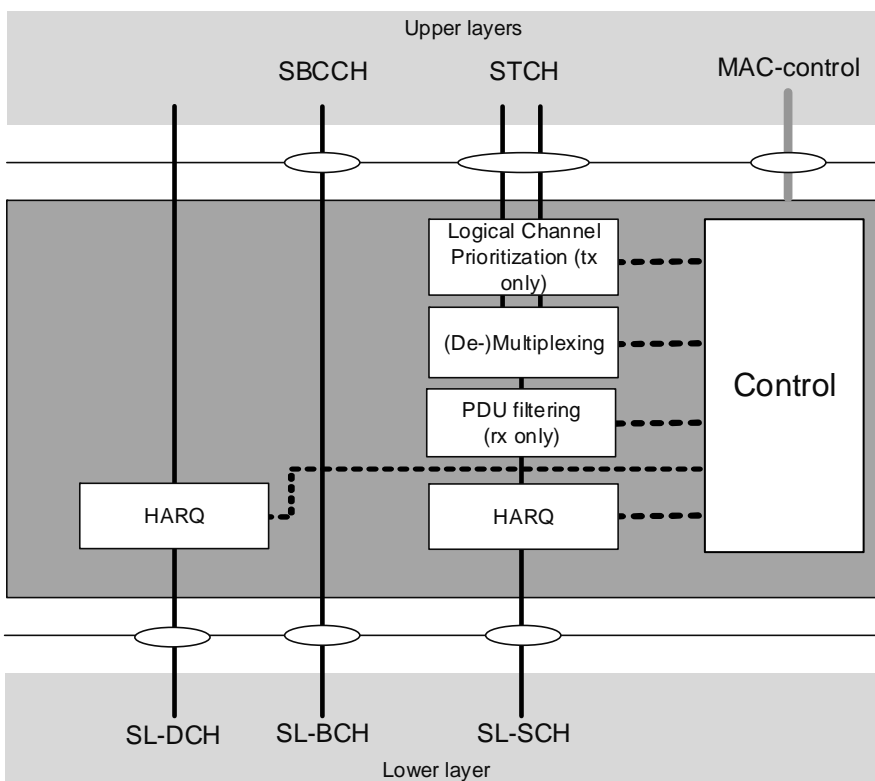 Upper layers
SBCCH
STCH
MAC-control
Logical Channel
Prioritization (tx
only)
(De-)Multiplexing
Control
PDU filtering
(rx only)
HARQ
HARQ
SL-DCH
SL-BCH
SL-SCH
Lower layer